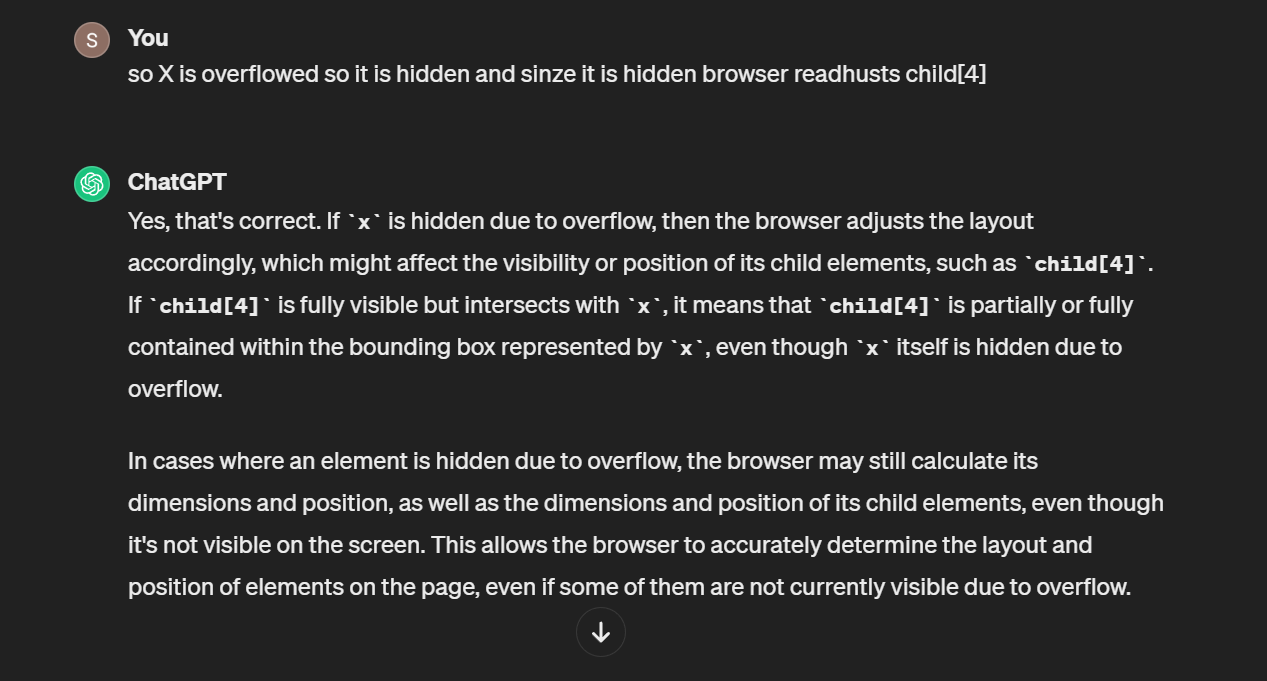 S
You
so X is overflowed so it is hidden and sinze it is hidden browser readhusts child[4]
ChatGPT
Yes, that's correct. If `x` is hidden due to overflow, then the browser adjusts the layout
accordingly, which might affect the visibility or position of its child elements, such as `child[4]`.
If `child[4]` is fully visible but intersects with `x`, it means that `child[4]` is partially or fully
contained within the bounding box represented by `x`, even though `x` itself is hidden due to
overflow.
In cases where an element is hidden due to overflow, the browser may still calculate its
dimensions and position, as well as the dimensions and position of its child elements, even though
it's not visible on the screen. This allows the browser to accurately determine the layout and
position of elements on the page, even if some of them are not currently visible due to overflow.